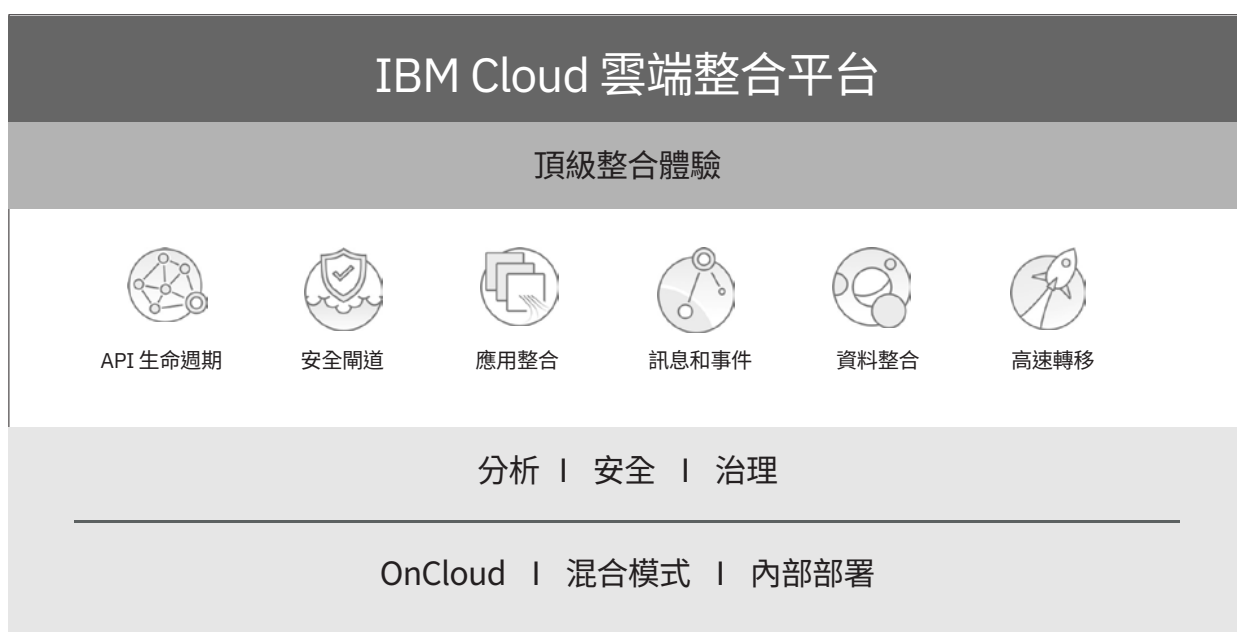 IBM Cloud 雲端整合平台
頂級整合體驗
API 生命週期 安全閘道 應用整合 訊息和事件 資料整合 高速轉移
分析 I 安全 I 治理
OnCloud I 混合模式 I 內部部署